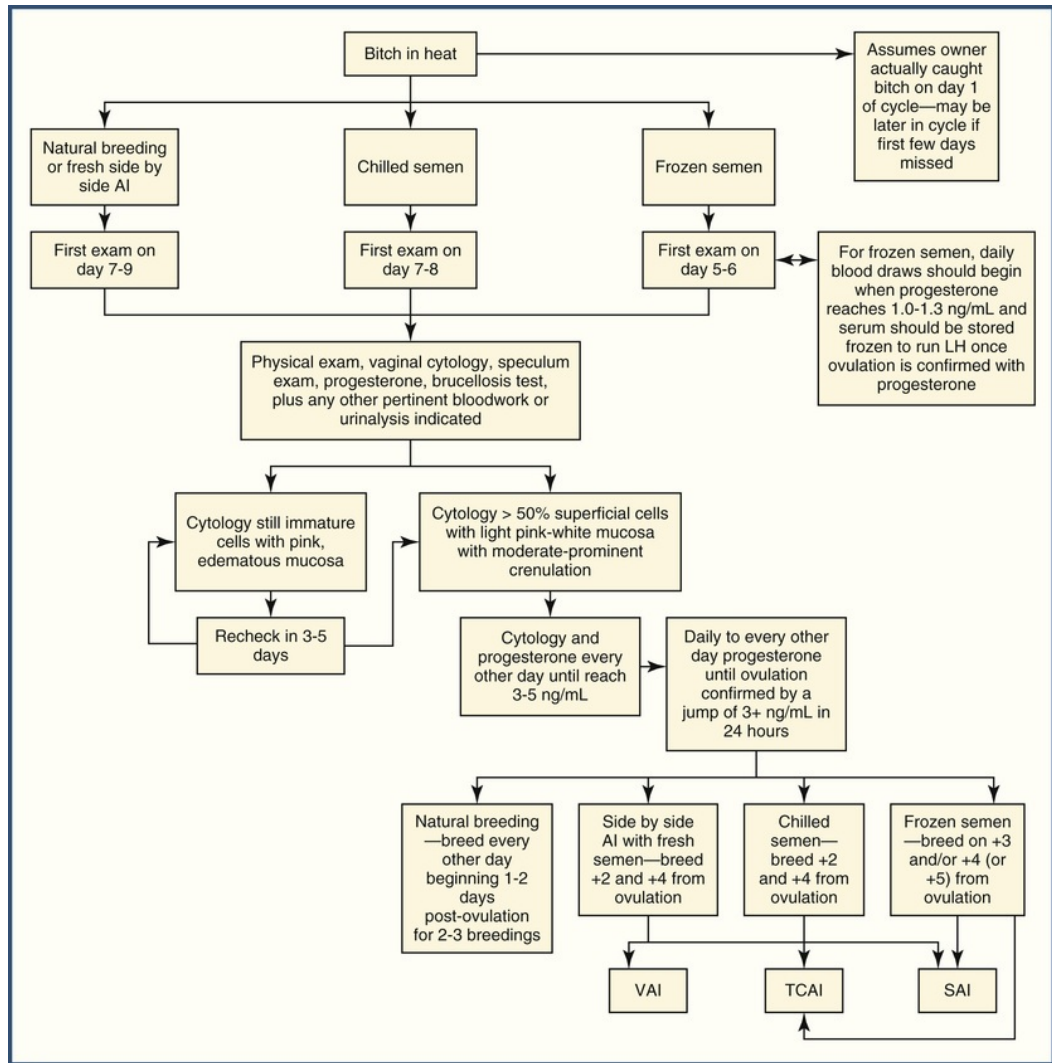 Bitch in heat
Assumes owner
actually caught
bitch on day 1
of cycle—may be
later in cycle if
first few days
missed
Natural breeding
or fresh side by
side AI
Chilled semen
Frozen semen
First exam on
day 7-9
First exam on
day 7-8
First exam on
day 5-6
For frozen semen, daily
blood draws should begin
when progesterone
reaches 1.0-1.3 ng/mL and
serum should be stored
frozen to run LH once
ovulation is confirmed with
progesterone
Physical exam, vaginal cytology, speculum
exam, progesterone, brucellosis test,
plus any other pertinent bloodwork or
urinalysis indicated
Cytology still immature
cells with pink,
edematous mucosa
Cytology > 50% superficial cells
with light pink-white mucosa
with moderate-prominent
crenulation
Recheck in 3-5
days
Cytology and
progesterone every
other day until reach
3-5 ng/mL
Daily to every other
day progesterone
until ovulation
confirmed by a
jump of 3+ ng/mL in
24 hours
Natural breeding
—breed every
other day
beginning 1-2
days
post-ovulation
for 2-3 breedings
Side by side
AI with fresh
semen—breed
+2 and +4 from
ovulation
Chilled
semen—
breed +2
and +4 from
ovulation
Frozen semen
—breed on +3
and/or +4 (or
+5) from
ovulation
VAI
TCAI
SAI